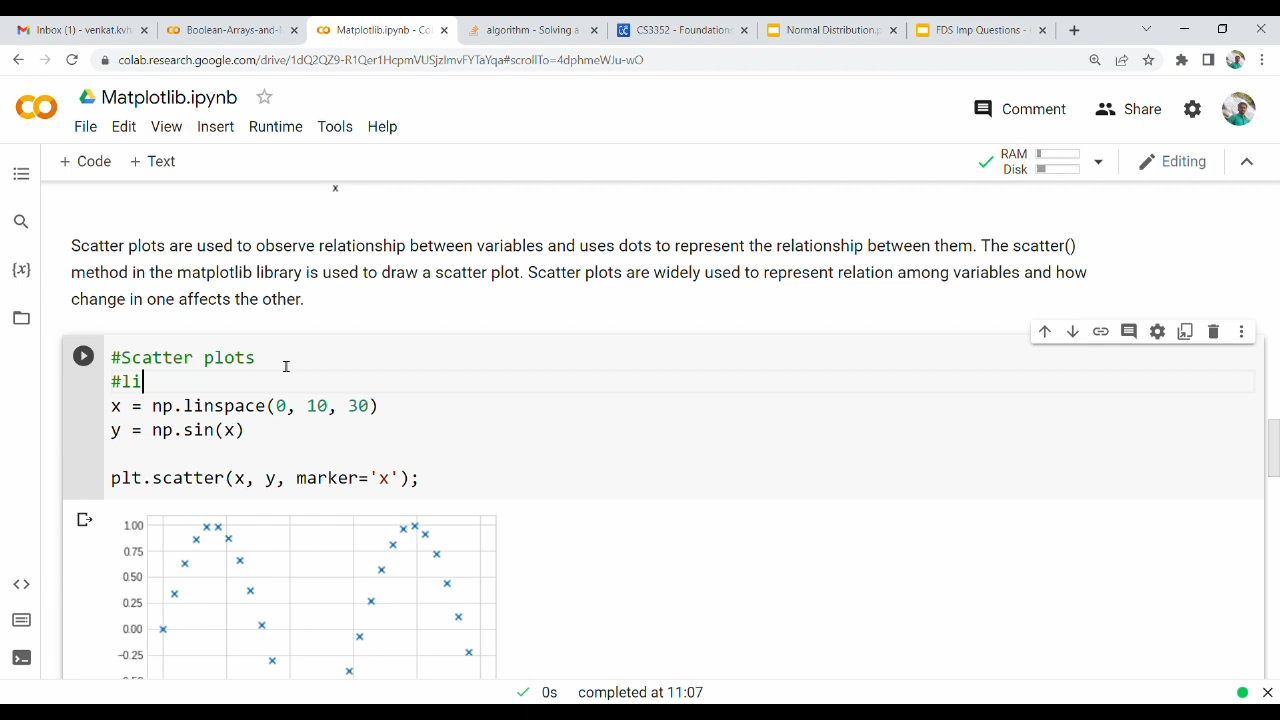 Inbox (1) - venkat.kvh
Boolean-Arrays-and-
Matplotlib.ipynb - Co
algorithm - Solving a
CS3352 - Foundations
Normal Distribution.p
FDS Imp Questions -
colab.research.google.com/drive/1dQ2QZ9-R1Qer1HcpmVUSjzlmvFYTaYqa#scrollTo=4dphmeWJu-wO
Matplotlib.ipynb
Comment
Share
File Edit View Insert Runtime Tools Help
+ Code + Text
RAM
Disk
Editing
x
Scatter plots are used to observe relationship between variables and uses dots to represent the relationship between them. The scatter()
method in the matplotlib library is used to draw a scatter plot. Scatter plots are widely used to represent relation among variables and how
change in one affects the other.
#Scatter plots
#li
x = np.linspace(0, 10, 30)
y = np.sin(x)
plt.scatter(x, y, marker='x');
1.00
0.75
0.50
0.25
0.00
−0.25
0s completed at 11:07